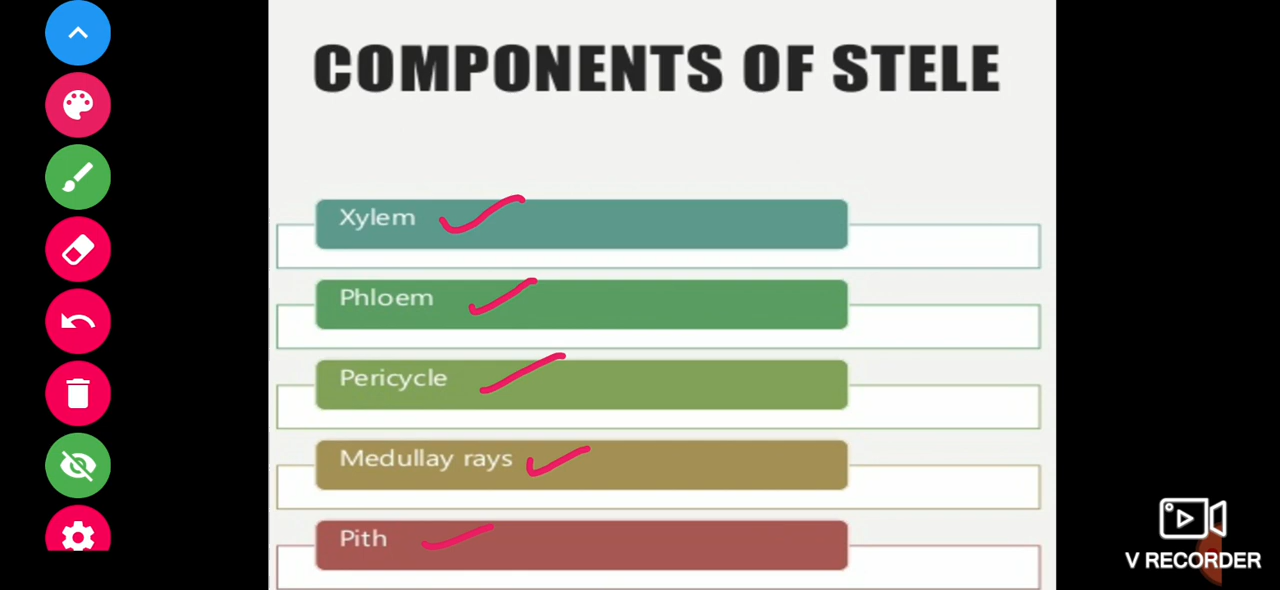 COMPONENTS OF STELE
Xylem
Phloem
Pericycle
Medullay rays
Pith
V RECORDER